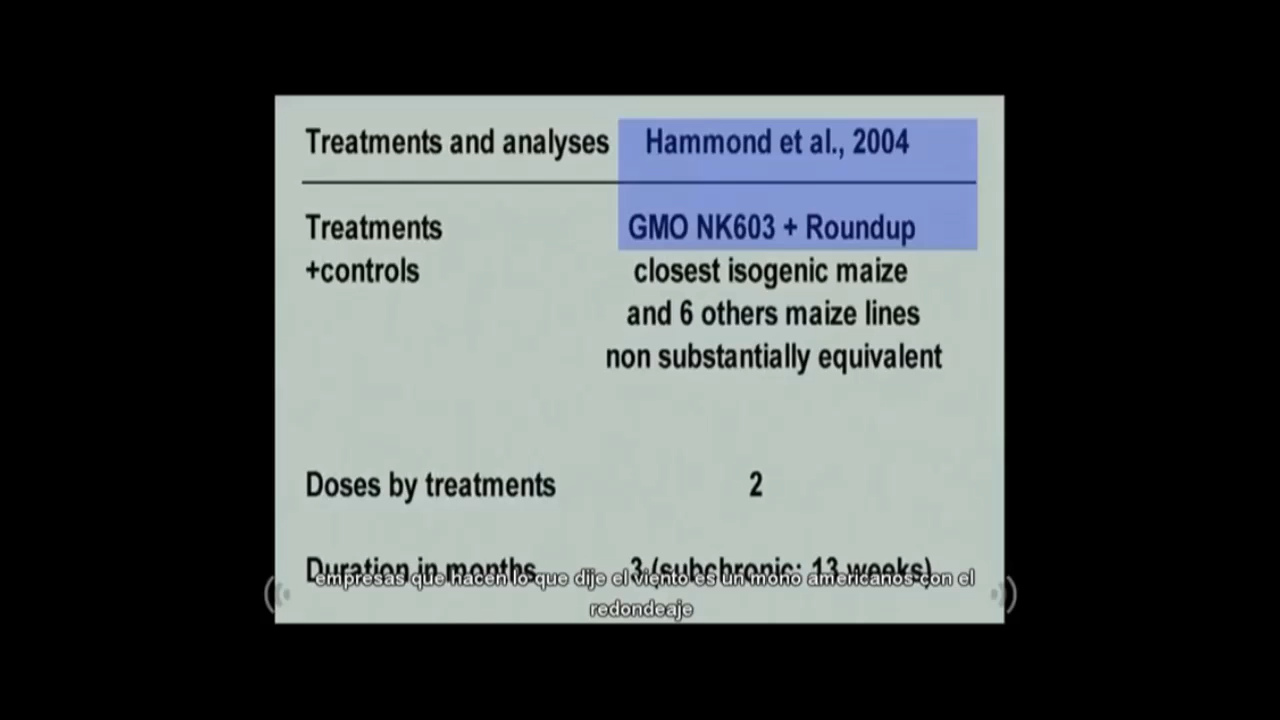 Treatments and analyses Hammond et al., 2004
Treatments GMO NK603 + Roundup
+controls closest isogenic maize
and 6 others maize lines
non substantially equivalent
Doses by treatments 2
Duration in months 3 (subchronic: 13 weeks)
empresas que hacen lo que dije el viento es un mono americanos con el
redondeaje